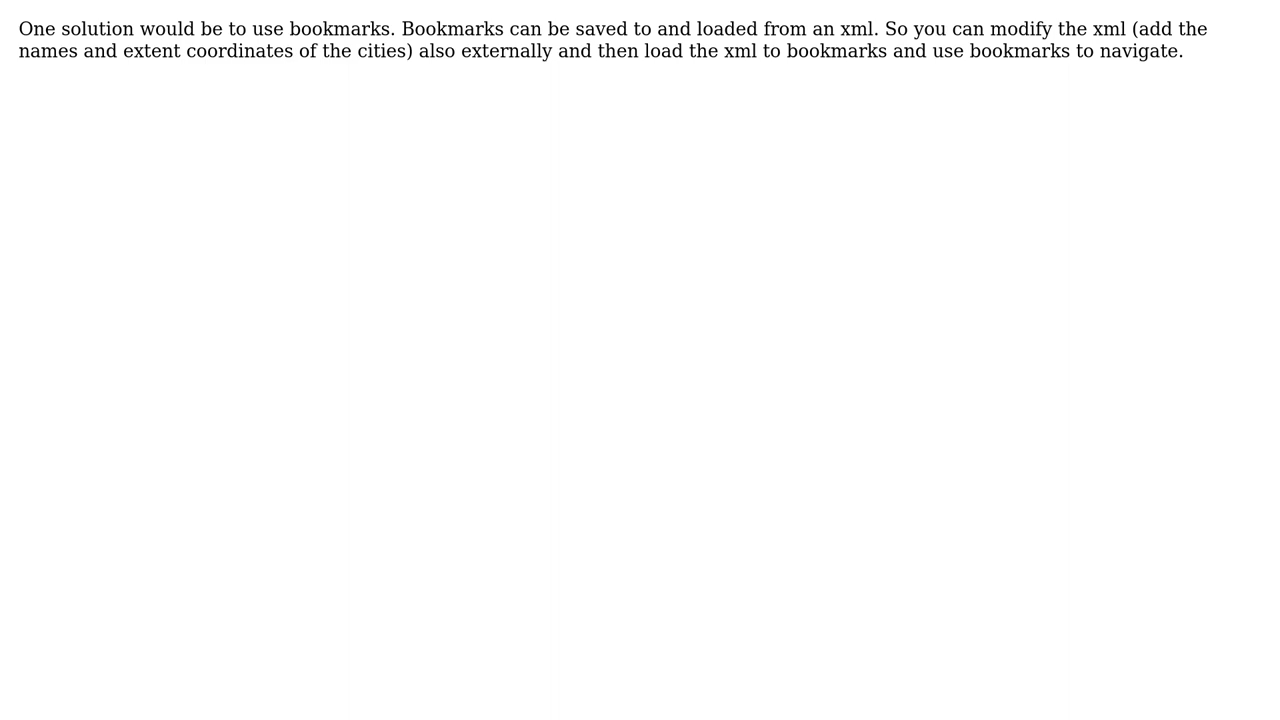 One solution would be to use bookmarks. Bookmarks can be saved to and loaded from an xml. So you can modify the xml (add the
names and extent coordinates of the cities) also externally and then load the xml to bookmarks and use bookmarks to navigate.